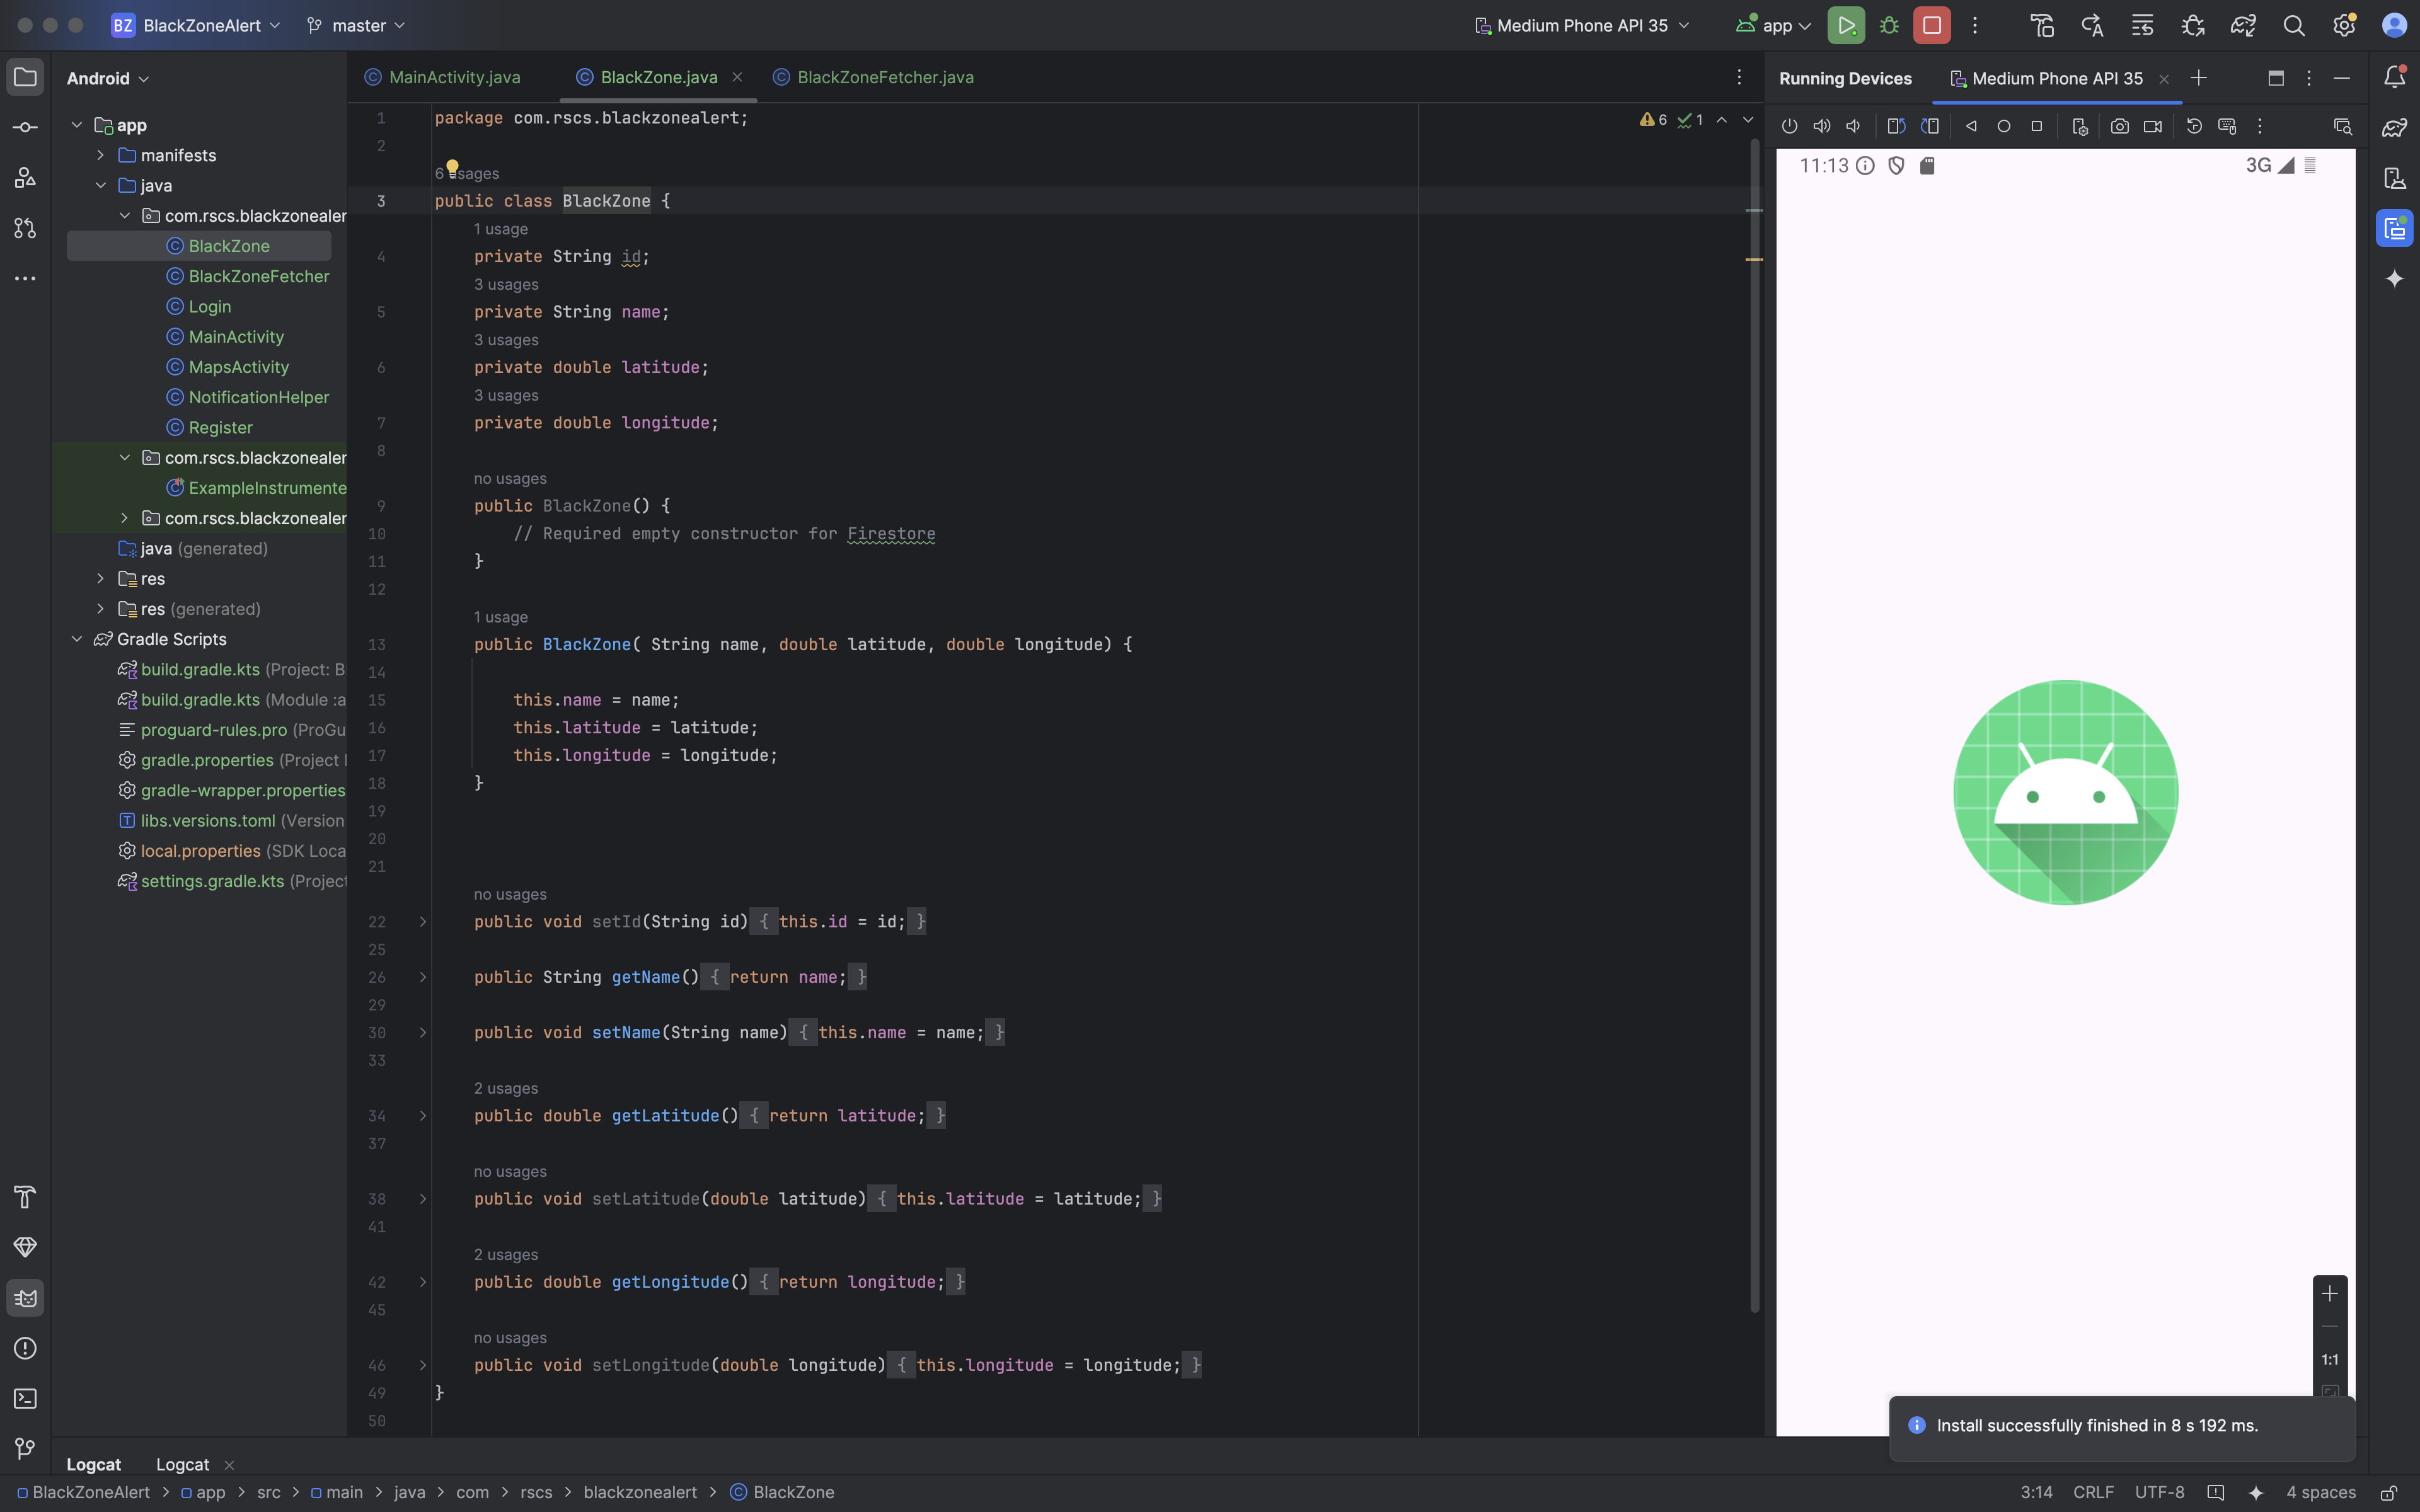 BZ BlackZoneAlert master Medium Phone API 35 app
Android
MainActivity.java BlackZone.java BlackZoneFetcher.java
Running Devices Medium Phone API 35
app
manifests
java
com.rscs.blackzonealer
BlackZone
BlackZoneFetcher
Login
MainActivity
MapsActivity
NotificationHelper
Register
com.rscs.blackzonealer
ExampleInstrumente
com.rscs.blackzonealer
java (generated)
res
res (generated)
Gradle Scripts
build.gradle.kts (Project: B
build.gradle.kts (Module :a
proguard-rules.pro (ProGu
gradle.properties (Project
gradle-wrapper.properties
libs.versions.toml (Version
local.properties (SDK Loca
settings.gradle.kts (Project
6 1
1 package com.rscs.blackzonealert;
2
6 usages
3 public class BlackZone {
1 usage
4 private String id;
3 usages
5 private String name;
3 usages
6 private double latitude;
3 usages
7 private double longitude;
8
no usages
9 public BlackZone() {
10 // Required empty constructor for Firestore
11 }
12
1 usage
13 public BlackZone( String name, double latitude, double longitude) {
14
15 this.name = name;
16 this.latitude = latitude;
17 this.longitude = longitude;
18 }
19
20
21
no usages
22 public void setId(String id) { this.id = id; }
25
26 public String getName() { return name; }
29
30 public void setName(String name) { this.name = name; }
33
2 usages
34 public double getLatitude() { return latitude; }
37
no usages
38 public void setLatitude(double latitude) { this.latitude = latitude; }
41
2 usages
42 public double getLongitude() { return longitude; }
45
no usages
46 public void setLongitude(double longitude) { this.longitude = longitude; }
49 }
50
11:13 3G
1:1
Install successfully finished in 8 s 192 ms.
Logcat Logcat
BlackZoneAlert > app > src > main > java > com > rscs > blackzonealert > BlackZone
3:14 CRLF UTF-8 4 spaces